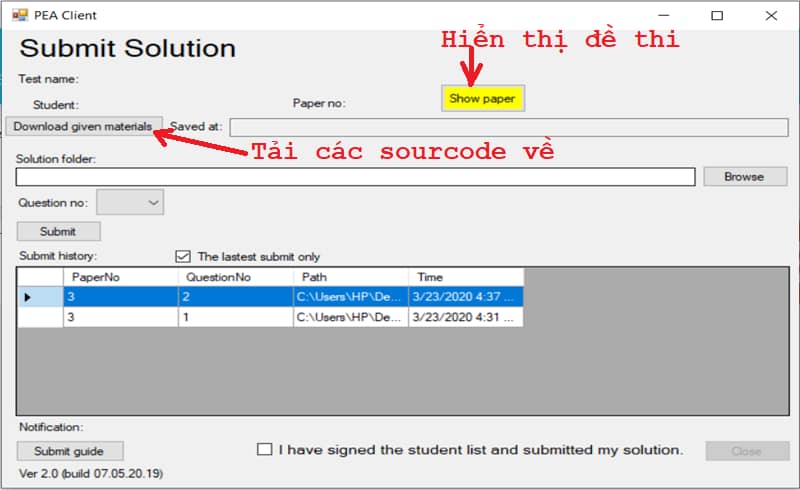 PEA Client
Hiển thị đề thi
Submit Solution
Test name:
Student:
Paper no:
Show paper
Download given materials
Saved at:
Tải các sourcode về
Solution folder:
Browse
Question no:
Submit
Submit history:
The lastest submit only
PaperNo QuestionNo Path Time
3 2 C:\Users\HP\De... 3/23/2020 4:37 ...
3 1 C:\Users\HP\De... 3/23/2020 4:31 ...
Notification:
Submit guide
I have signed the student list and submitted my solution.
Close
Ver 2.0 (build 07.05.20.19)